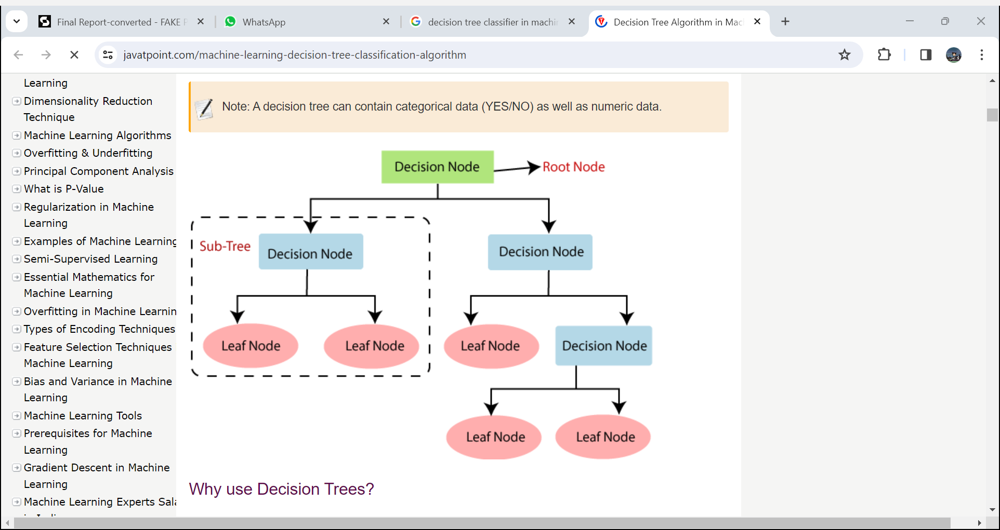 Final Report-converted - FAKE P
WhatsApp
decision tree classifier in machi
Decision Tree Algorithm in Mac
javatpoint.com/machine-learning-decision-tree-classification-algorithm
Learning
Dimensionality Reduction
Technique
Machine Learning Algorithms
Overfitting & Underfitting
Principal Component Analysis
What is P-Value
Regularization in Machine
Learning
Examples of Machine Learning
Semi-Supervised Learning
Essential Mathematics for
Machine Learning
Overfitting in Machine Learnin
Types of Encoding Techniques
Feature Selection Techniques
Machine Learning
Bias and Variance in Machine
Learning
Machine Learning Tools
Prerequisites for Machine
Learning
Gradient Descent in Machine
Learning
Machine Learning Experts Sala
Note: A decision tree can contain categorical data (YES/NO) as well as numeric data.
Decision Node
Root Node
Sub-Tree
Decision Node
Decision Node
Leaf Node
Leaf Node
Leaf Node
Decision Node
Leaf Node
Leaf Node
Why use Decision Trees?